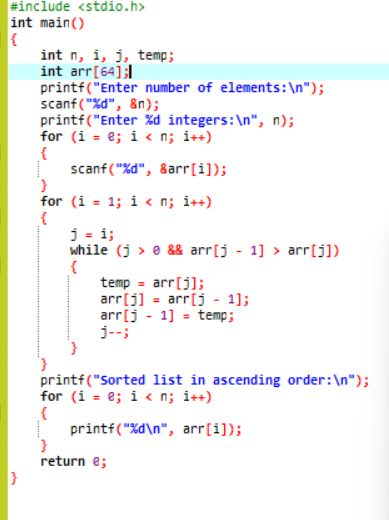 #include <stdio.h>
int main()
{
    int n, i, j, temp;
    int arr[64];
    printf("Enter number of elements:\n");
    scanf("%d", &n);
    printf("Enter %d integers:\n", n);
    for (i = 0; i < n; i++)
    {
        scanf("%d", &arr[i]);
    }
    for (i = 1; i < n; i++)
    {
        j = i;
        while (j > 0 && arr[j - 1] > arr[j])
        {
            temp = arr[j];
            arr[j] = arr[j - 1];
            arr[j - 1] = temp;
            j--;
        }
    }
    printf("Sorted list in ascending order:\n");
    for (i = 0; i < n; i++)
    {
        printf("%d\n", arr[i]);
    }
    return 0;
}